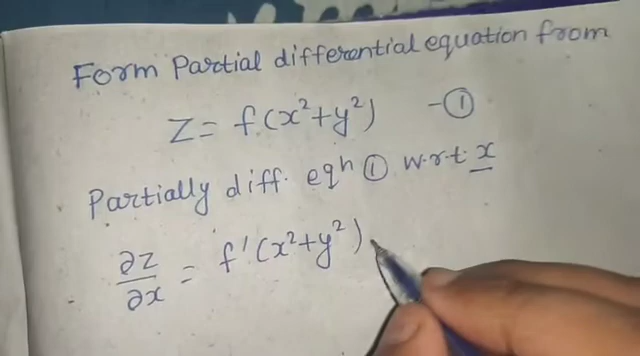 Form Partial differential equation from
Z = f(x²+y²) -①
Partially diff. eqⁿ ① w.r.t. x
∂z/∂x = f'(x²+y²)